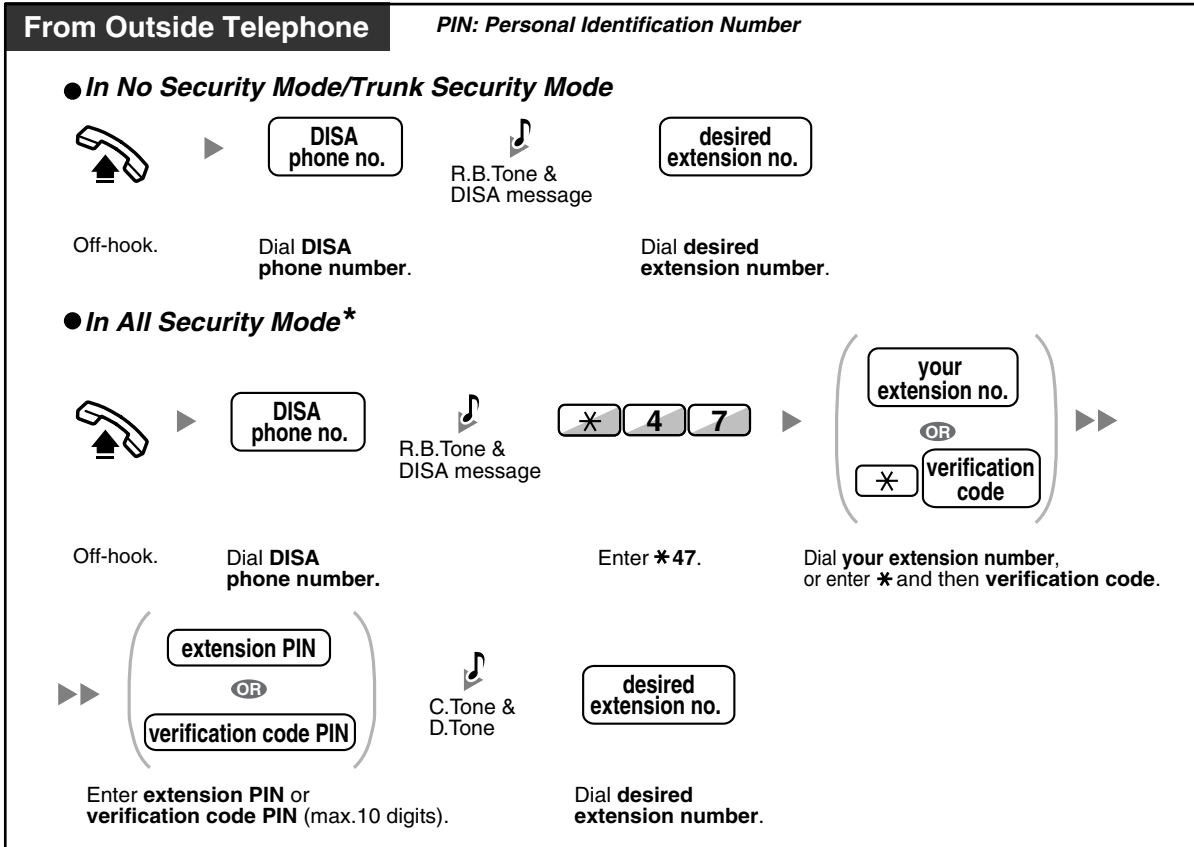 From Outside Telephone
PIN: Personal Identification Number
● In No Security Mode/Trunk Security Mode
DISA
phone no.
R.B.Tone &
DISA message
desired
extension no.
Off-hook.
Dial DISA
phone number.
Dial desired
extension number.
● In All Security Mode*
DISA
phone no.
R.B.Tone &
DISA message
* 4 7
your
extension no.
OR
* verification
code
Off-hook.
Dial DISA
phone number.
Enter *47.
Dial your extension number,
or enter * and then verification code.
extension PIN
OR
verification code PIN
C.Tone &
D.Tone
desired
extension no.
Enter extension PIN or
verification code PIN (max.10 digits).
Dial desired
extension number.